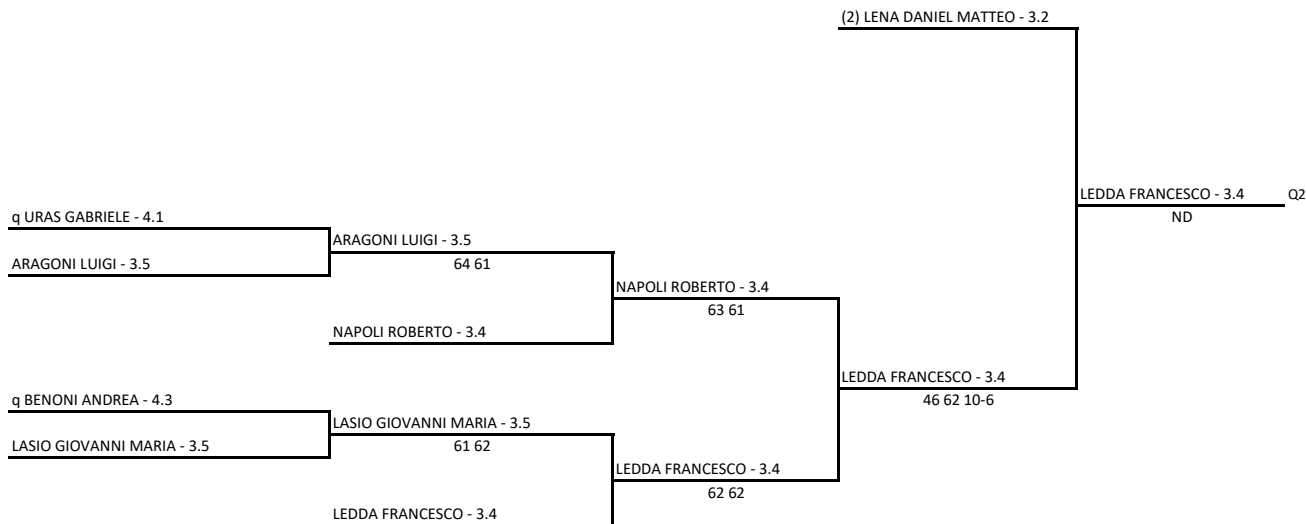 (2) LENA DANIEL MATTEO - 3.2
LEDDA FRANCESCO - 3.4 Q2
ND
q URAS GABRIELE - 4.1
ARAGONI LUIGI - 3.5
64 61
ARAGONI LUIGI - 3.5
NAPOLI ROBERTO - 3.4
63 61
NAPOLI ROBERTO - 3.4
LEDDA FRANCESCO - 3.4
46 62 10-6
q BENONI ANDREA - 4.3
LASIO GIOVANNI MARIA - 3.5
61 62
LASIO GIOVANNI MARIA - 3.5
LEDDA FRANCESCO - 3.4
62 62
LEDDA FRANCESCO - 3.4